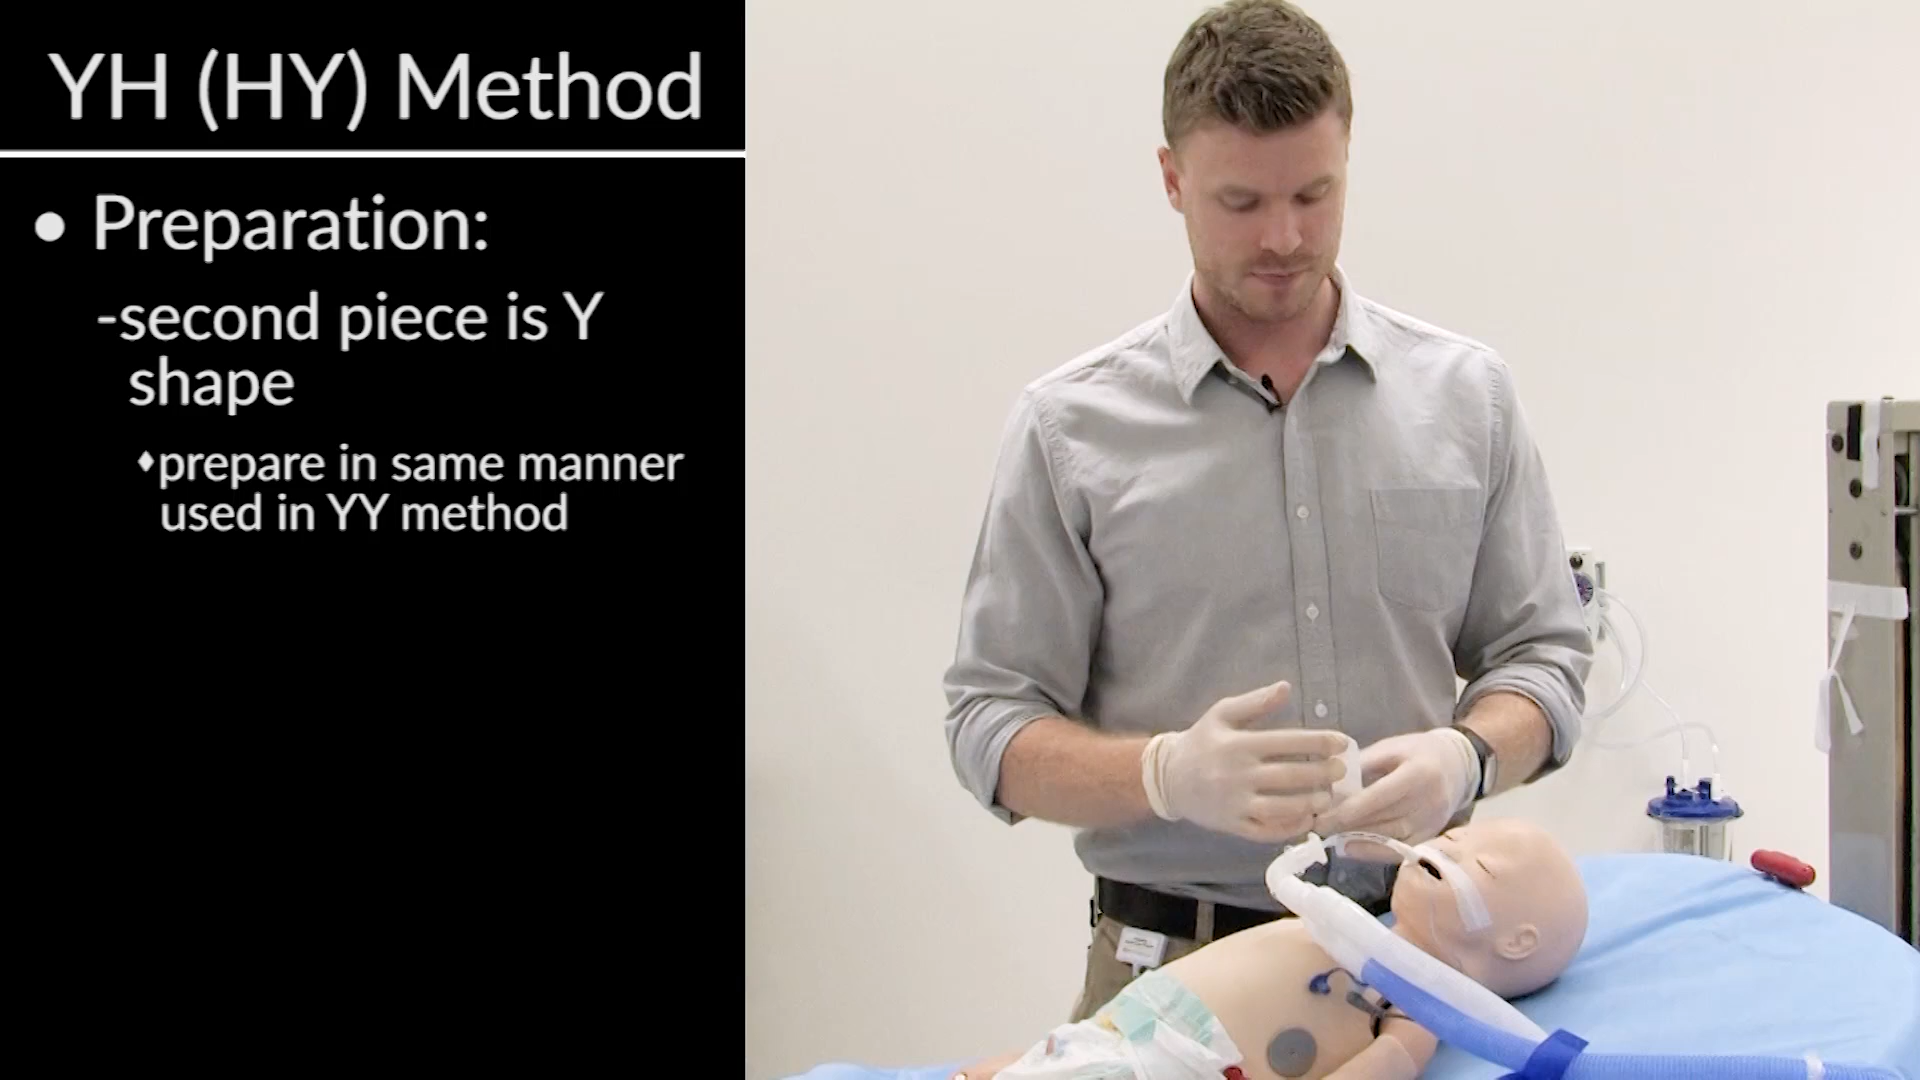 YH (HY) Method
• Preparation:
-second piece is Y
shape
♦prepare in same manner
used in YY method